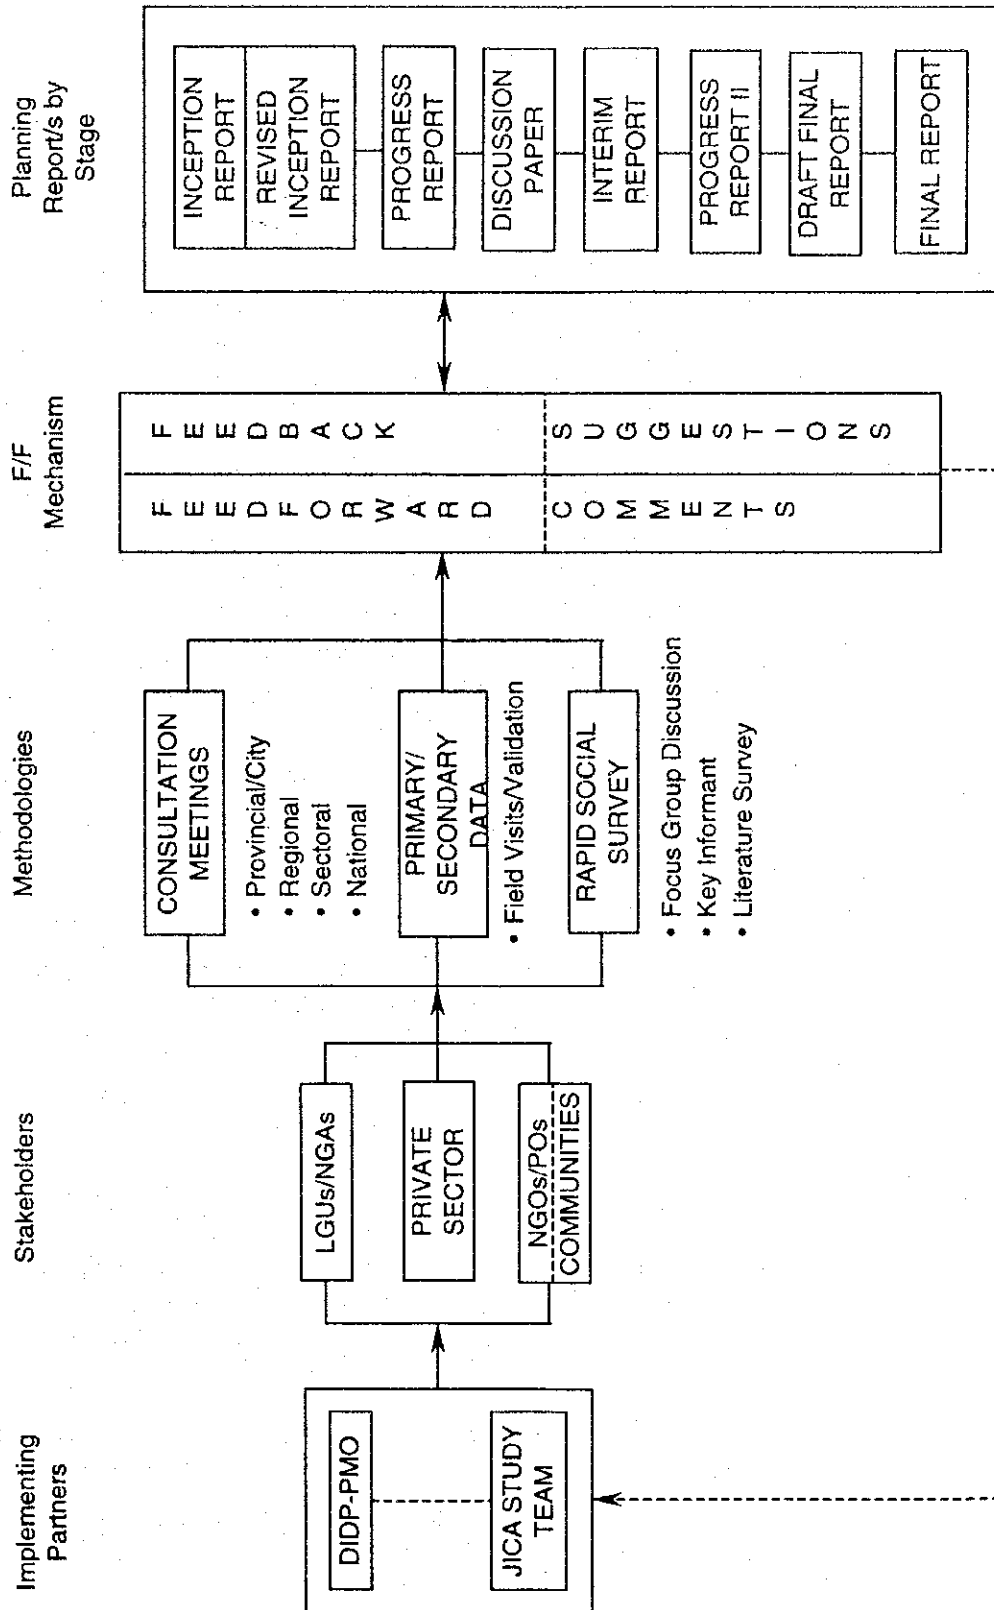 Implementing
Partners
DIDP-PMO
JICA STUDY
TEAM
Stakeholders
LGUs/NGAs
PRIVATE
SECTOR
NGOs/POs
COMMUNITIES
Methodologies
CONSULTATION
MEETINGS
• Provincial/City
• Regional
• Sectoral
• National
PRIMARY/
SECONDARY
DATA
• Field Visits/Validation
RAPID SOCIAL
SURVEY
• Focus Group Discussion
• Key Informant
• Literature Survey
F/F
Mechanism
FEEDFORWARD
FEEDBACK
COMMENTS
SUGGESTIONS
Planning
Report/s by
Stage
INCEPTION
REPORT
REVISED
INCEPTION
REPORT
PROGRESS
REPORT
DISCUSSION
PAPER
INTERIM
REPORT
PROGRESS
REPORT II
DRAFT FINAL
REPORT
FINAL REPORT